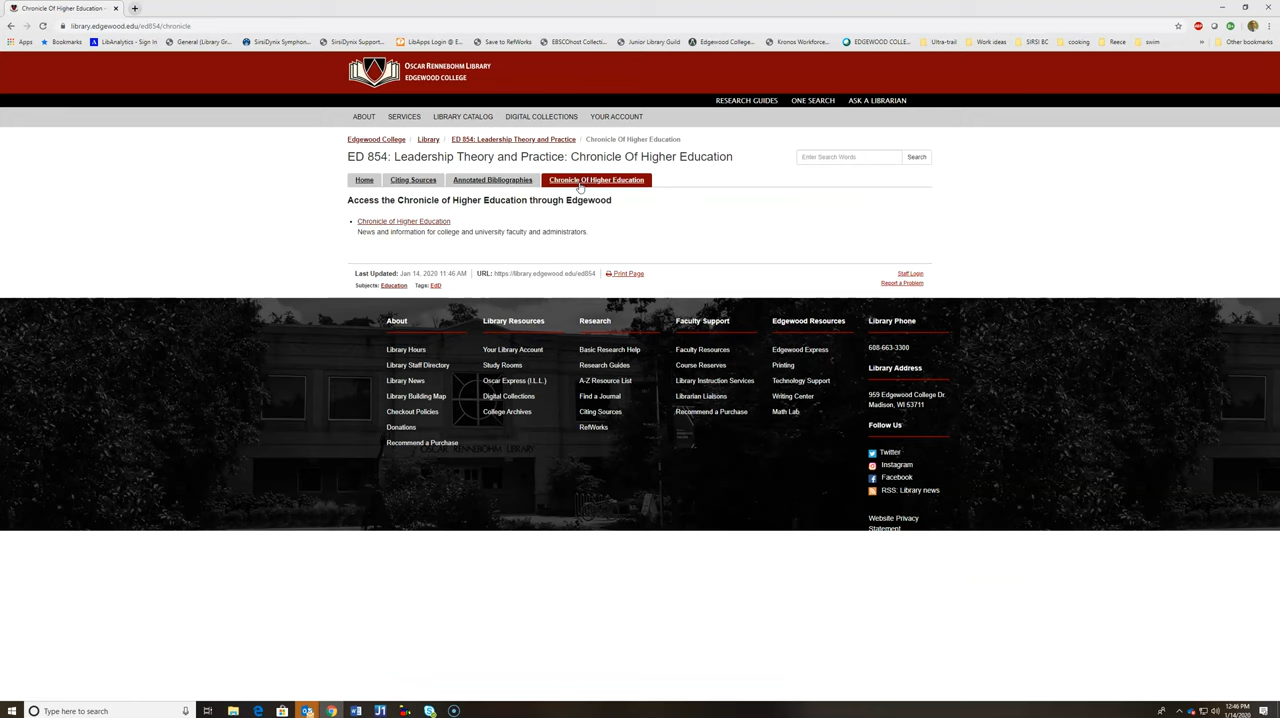 Chronicle Of Higher Education -
library.edgewood.edu/ed854/chronicle
Apps Bookmarks LibAnalytics - Sign In General (Library Gr... SirsiDynix Symphon... SirsiDynix Support... LibApps Login @ E... Save to RefWorks EBSCOhost Collecti... Junior Library Guild Edgewood College... Kronos Workforce... EDGEWOOD COLLE... Ultra-trail Work ideas SIRSI BC cooking Reece swim » Other bookmarks
OSCAR RENNEBOHM LIBRARY
EDGEWOOD COLLEGE
RESEARCH GUIDES ONE SEARCH ASK A LIBRARIAN
ABOUT SERVICES LIBRARY CATALOG DIGITAL COLLECTIONS YOUR ACCOUNT
Edgewood College / Library / ED 854: Leadership Theory and Practice / Chronicle Of Higher Education
ED 854: Leadership Theory and Practice: Chronicle Of Higher Education
Enter Search Words Search
Home Citing Sources Annotated Bibliographies Chronicle Of Higher Education
Access the Chronicle of Higher Education through Edgewood
Chronicle of Higher Education
News and information for college and university faculty and administrators.
Last Updated: Jan 14, 2020 11:46 AM URL: https://library.edgewood.edu/ed854 Print Page
Staff Login
Report a Problem
Subjects: Education Tags: EdD
About
Library Hours
Library Staff Directory
Library News
Library Building Map
Checkout Policies
Donations
Recommend a Purchase
Library Resources
Your Library Account
Study Rooms
Oscar Express (I.L.L.)
Digital Collections
College Archives
Research
Basic Research Help
Research Guides
A-Z Resource List
Find a Journal
Citing Sources
RefWorks
Faculty Support
Faculty Resources
Course Reserves
Library Instruction Services
Librarian Liaisons
Recommend a Purchase
Edgewood Resources
Edgewood Express
Printing
Technology Support
Writing Center
Math Lab
Library Phone
608-663-3300
Library Address
959 Edgewood College Dr.
Madison, WI 53711
Follow Us
Twitter
Instagram
Facebook
RSS: Library news
Website Privacy
Statement
OSCAR RENNEBOHM LIBRARY
Type here to search
12:46 PM
1/14/2020